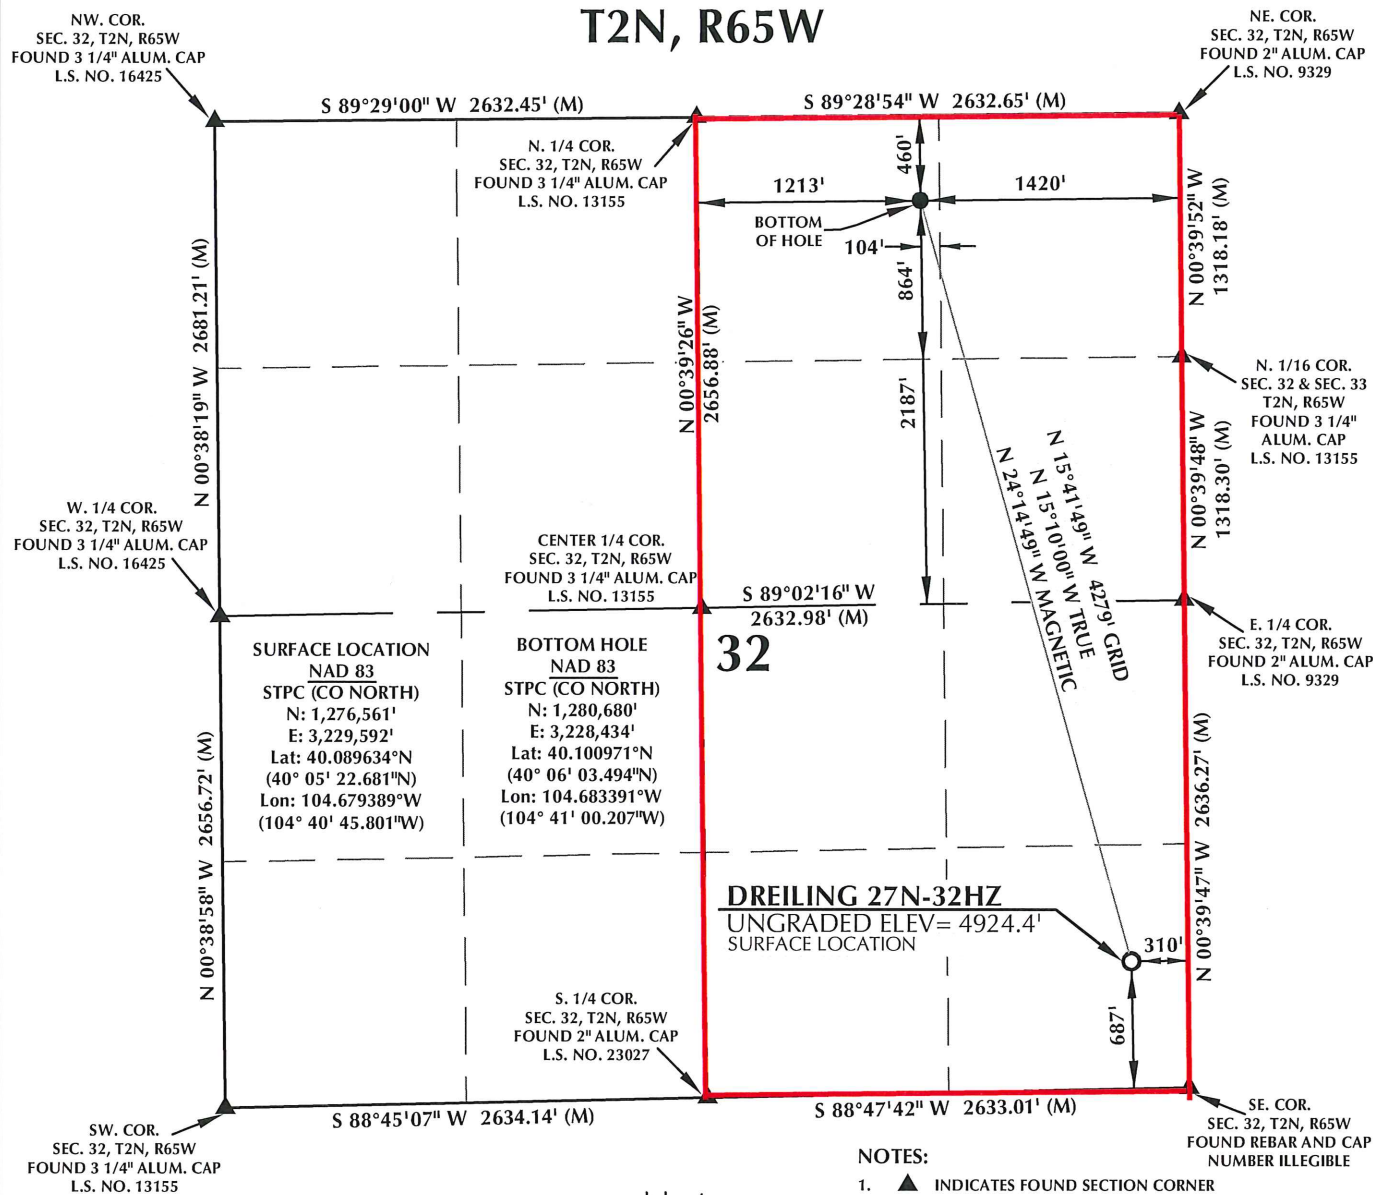 T2N, R65W
NW. COR.
SEC. 32, T2N, R65W
FOUND 3 1/4" ALUM. CAP
L.S. NO. 16425
NE. COR.
SEC. 32, T2N, R65W
FOUND 2" ALUM. CAP
L.S. NO. 9329
S 89°29'00" W 2632.45' (M)
S 89°28'54" W 2632.65' (M)
N. 1/4 COR.
SEC. 32, T2N, R65W
FOUND 3 1/4" ALUM. CAP
L.S. NO. 13155
460'
1213'
1420'
BOTTOM
OF HOLE
104'
864'
2187'
N 00°39'52" W
1318.18' (M)
N 00°38'19" W 2681.21' (M)
N 00°39'26" W
2656.88' (M)
N. 1/16 COR.
SEC. 32 & SEC. 33
T2N, R65W
FOUND 3 1/4"
ALUM. CAP
L.S. NO. 13155
N 00°39'48" W
1318.30' (M)
N 15°41'49" W 4279' GRID
N 15°10'00" W TRUE
N 24°14'49" W MAGNETIC
W. 1/4 COR.
SEC. 32, T2N, R65W
FOUND 3 1/4" ALUM. CAP
L.S. NO. 16425
CENTER 1/4 COR.
SEC. 32, T2N, R65W
FOUND 3 1/4" ALUM. CAP
L.S. NO. 13155
S 89°02'16" W
2632.98' (M)
32
E. 1/4 COR.
SEC. 32, T2N, R65W
FOUND 2" ALUM. CAP
L.S. NO. 9329
SURFACE LOCATION
NAD 83
STPC (CO NORTH)
N: 1,276,561'
E: 3,229,592'
Lat: 40.089634°N
(40° 05' 22.681"N)
Lon: 104.679389°W
(104° 40' 45.801"W)
BOTTOM HOLE
NAD 83
STPC (CO NORTH)
N: 1,280,680'
E: 3,228,434'
Lat: 40.100971°N
(40° 06' 03.494"N)
Lon: 104.683391°W
(104° 41' 00.207"W)
N 00°38'58" W 2656.72' (M)
N 00°39'47" W 2636.27' (M)
DREILING 27N-32HZ
UNGRADED ELEV= 4924.4'
SURFACE LOCATION
310'
687'
S. 1/4 COR.
SEC. 32, T2N, R65W
FOUND 2" ALUM. CAP
L.S. NO. 23027
S 88°45'07" W 2634.14' (M)
S 88°47'42" W 2633.01' (M)
SW. COR.
SEC. 32, T2N, R65W
FOUND 3 1/4" ALUM. CAP
L.S. NO. 13155
SE. COR.
SEC. 32, T2N, R65W
FOUND REBAR AND CAP
NUMBER ILLEGIBLE
NOTES:
1. ▲ INDICATES FOUND SECTION CORNER